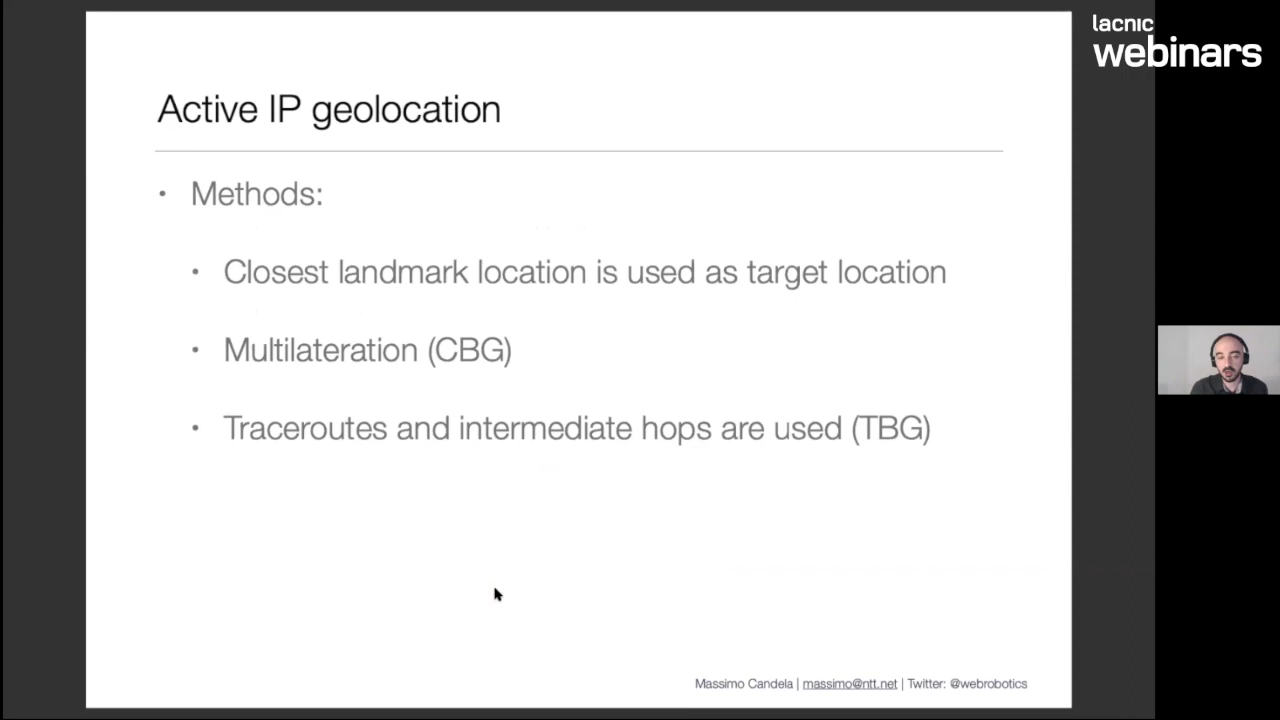 lacnic
webinars
Active IP geolocation
• Methods:
• Closest landmark location is used as target location
• Multilateration (CBG)
• Traceroutes and intermediate hops are used (TBG)
Massimo Candela | massimo@ntt.net | Twitter: @webrobotics